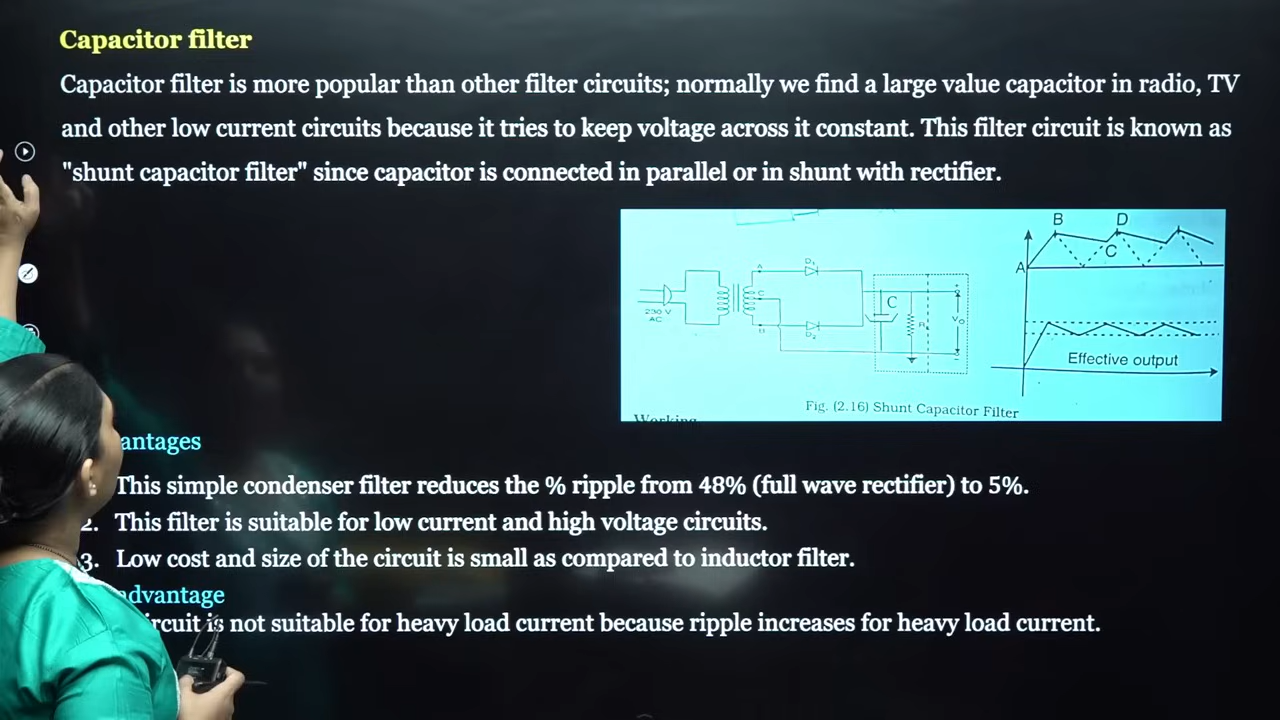 Capacitor filter
Capacitor filter is more popular than other filter circuits; normally we find a large value capacitor in radio, TV
and other low current circuits because it tries to keep voltage across it constant. This filter circuit is known as
"shunt capacitor filter" since capacitor is connected in parallel or in shunt with rectifier.
B D
A C
A D₁
C
230 V
AC
C
R
V₀
D₂
Effective output
Fig. (2.16) Shunt Capacitor Filter
Working
antages
This simple condenser filter reduces the % ripple from 48% (full wave rectifier) to 5%.
2. This filter is suitable for low current and high voltage circuits.
3. Low cost and size of the circuit is small as compared to inductor filter.
advantage
ircuit is not suitable for heavy load current because ripple increases for heavy load current.